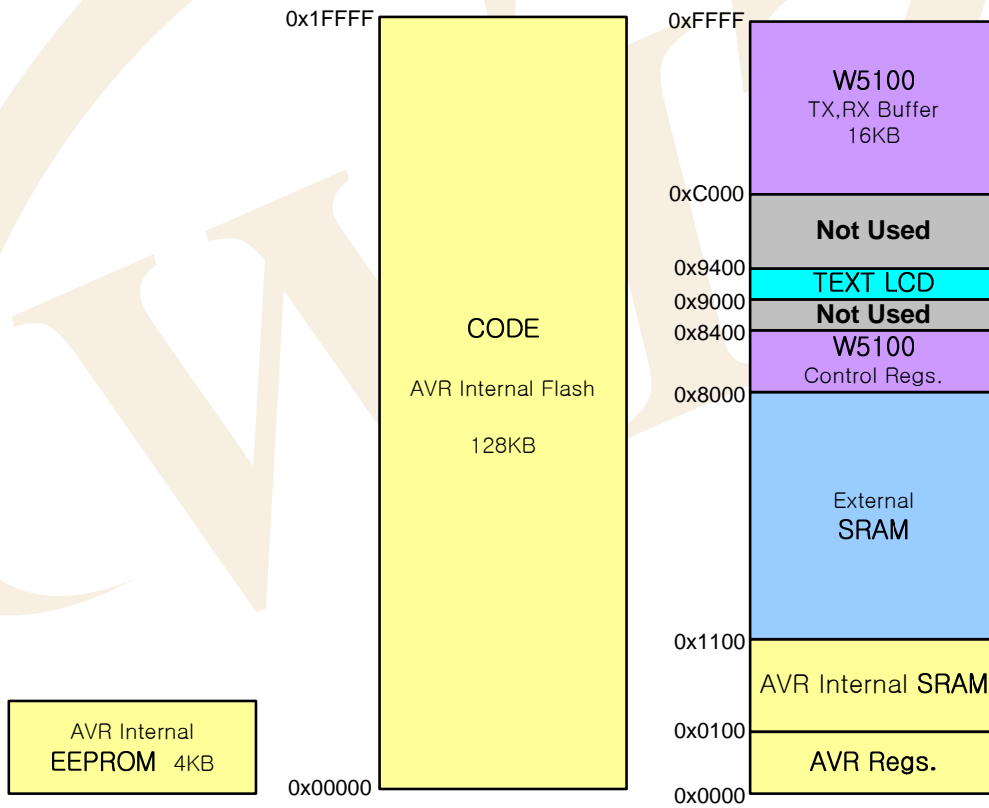 0x1FFFF
CODE
AVR Internal Flash
128KB
0x00000
AVR Internal
EEPROM 4KB
0xFFFF
W5100
TX,RX Buffer
16KB
0xC000
Not Used
0x9400
TEXT LCD
0x9000
Not Used
0x8400
W5100
Control Regs.
0x8000
External
SRAM
0x1100
AVR Internal SRAM
0x0100
AVR Regs.
0x0000